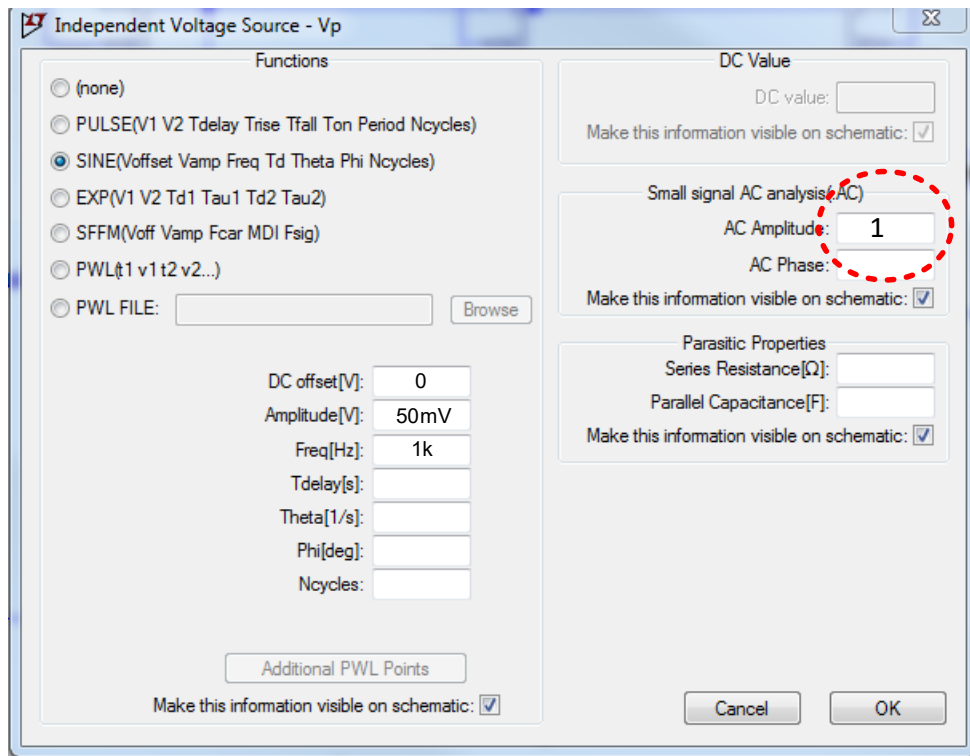 Independent Voltage Source - Vp
Functions
(none)
PULSE(V1 V2 Tdelay Trise Tfall Ton Period Ncycles)
SINE(Voffset Vamp Freq Td Theta Phi Ncycles)
EXP(V1 V2 Td1 Tau1 Td2 Tau2)
SFFM(Voff Vamp Fcar MDI Fsig)
PWL(t1 v1 t2 v2...)
PWL FILE: Browse
DC offset[V]: 0
Amplitude[V]: 50mV
Freq[Hz]: 1k
Tdelay[s]:
Theta[1/s]:
Phi[deg]:
Ncycles:
Additional PWL Points
Make this information visible on schematic:
DC Value
DC value:
Make this information visible on schematic:
Small signal AC analysis(.AC)
AC Amplitude: 1
AC Phase:
Make this information visible on schematic:
Parasitic Properties
Series Resistance[Ω]:
Parallel Capacitance[F]:
Make this information visible on schematic:
Cancel OK